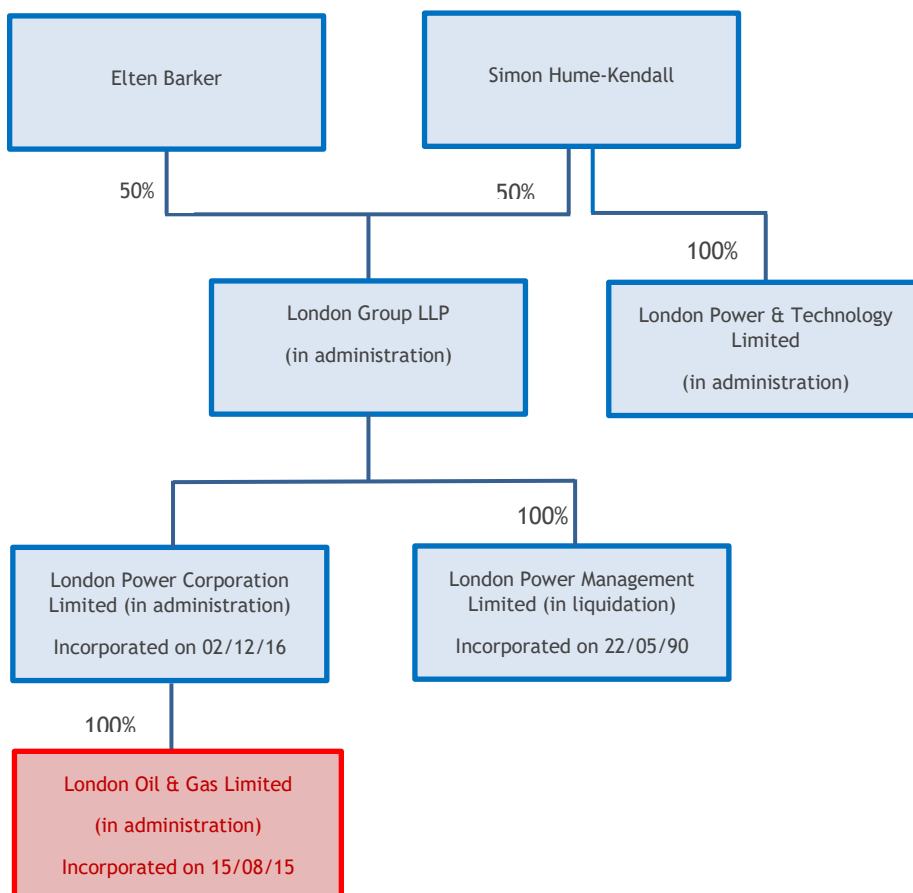 Elten Barker
Simon Hume-Kendall
50%
50%
100%
London Group LLP
(in administration)
London Power & Technology
Limited
(in administration)
100%
London Power Corporation
Limited (in administration)
Incorporated on 02/12/16
London Power Management
Limited (in liquidation)
Incorporated on 22/05/90
100%
London Oil & Gas Limited
(in administration)
Incorporated on 15/08/15